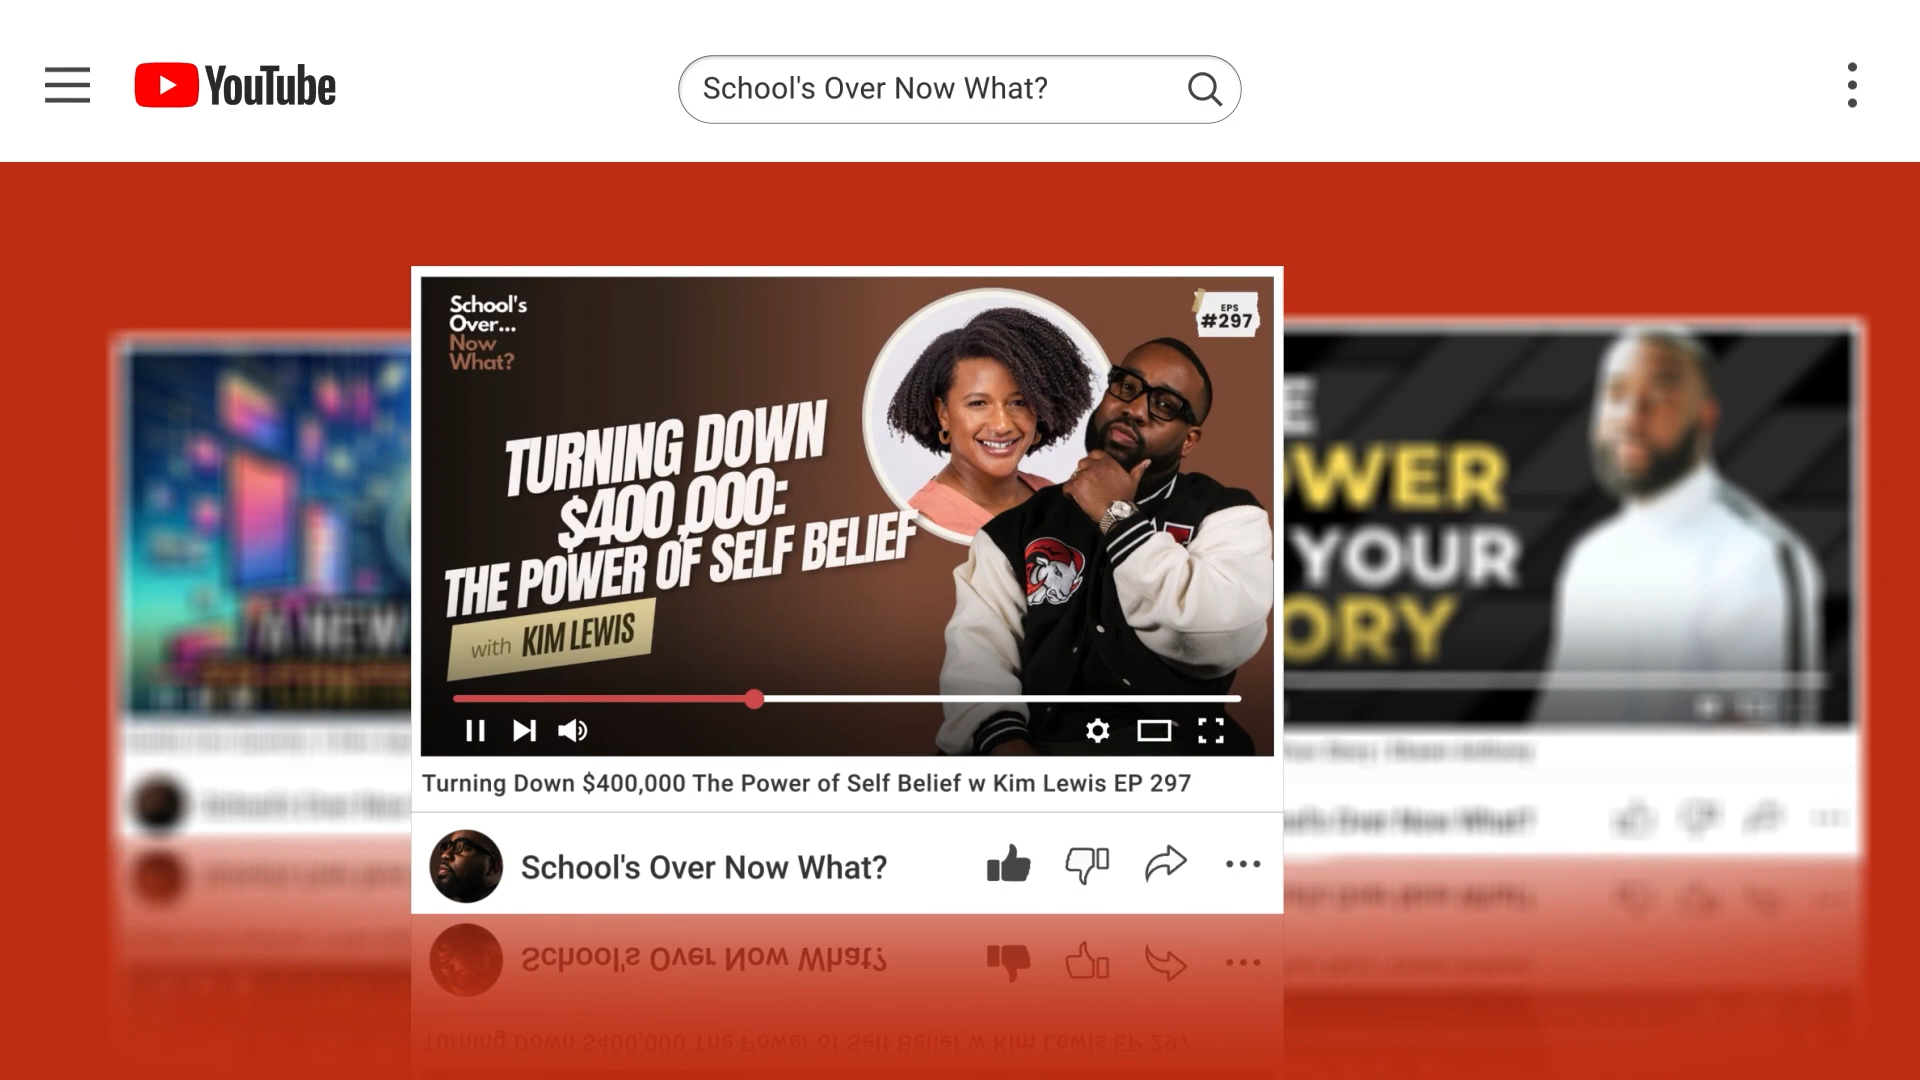 YouTube
School's Over Now What?
School's
Over...
Now
What?
EPS
#297
TURNING DOWN
$400,000:
THE POWER OF SELF BELIEF
with KIM LEWIS
Turning Down $400,000 The Power of Self Belief w Kim Lewis EP 297
School's Over Now What?
A NEW
OWER
YOUR
ORY
School's Over Now What?
Turning Down $400,000 The Power of Self Belief w Kim Lewis EP 297